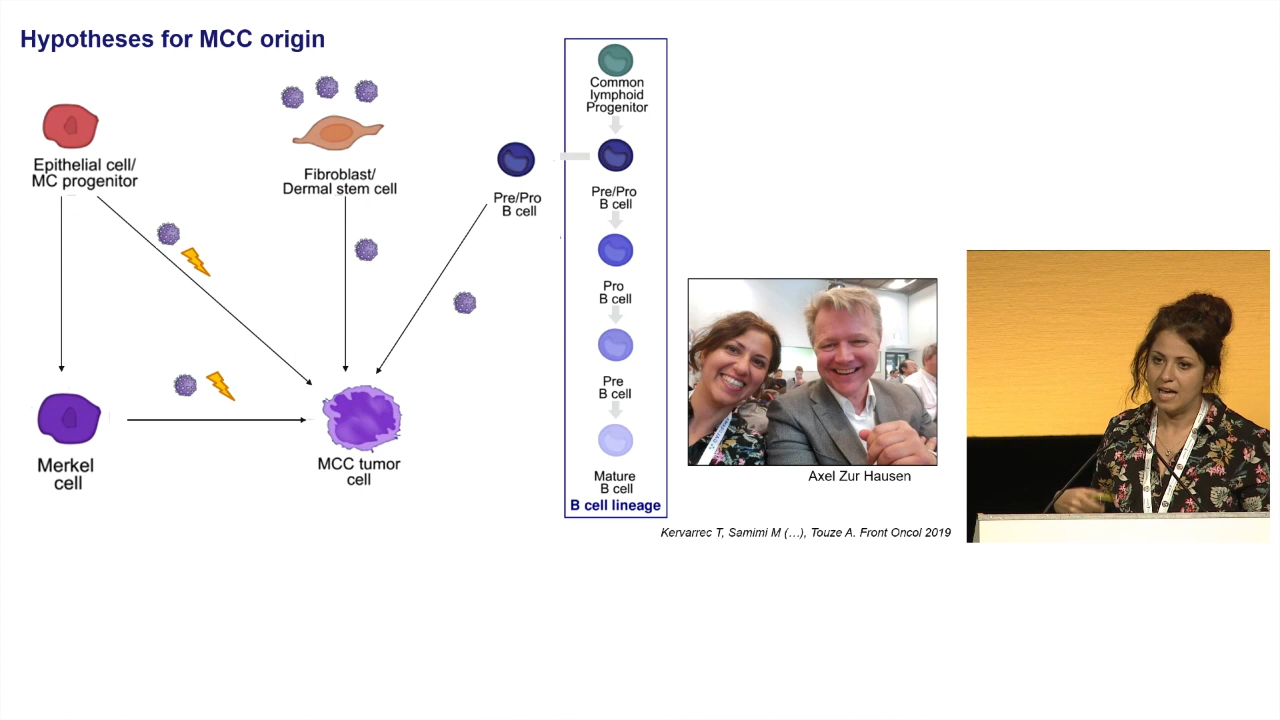 Hypotheses for MCC origin
Epithelial cell/
MC progenitor
Fibroblast/
Dermal stem cell
Pre/Pro
B cell
Merkel
cell
MCC tumor
cell
Common
lymphoid
Progenitor
Pre/Pro
B cell
Pro
B cell
Pre
B cell
Mature
B cell
B cell lineage
Axel Zur Hausen
Kervarrec T, Samimi M (…), Touze A. Front Oncol 2019